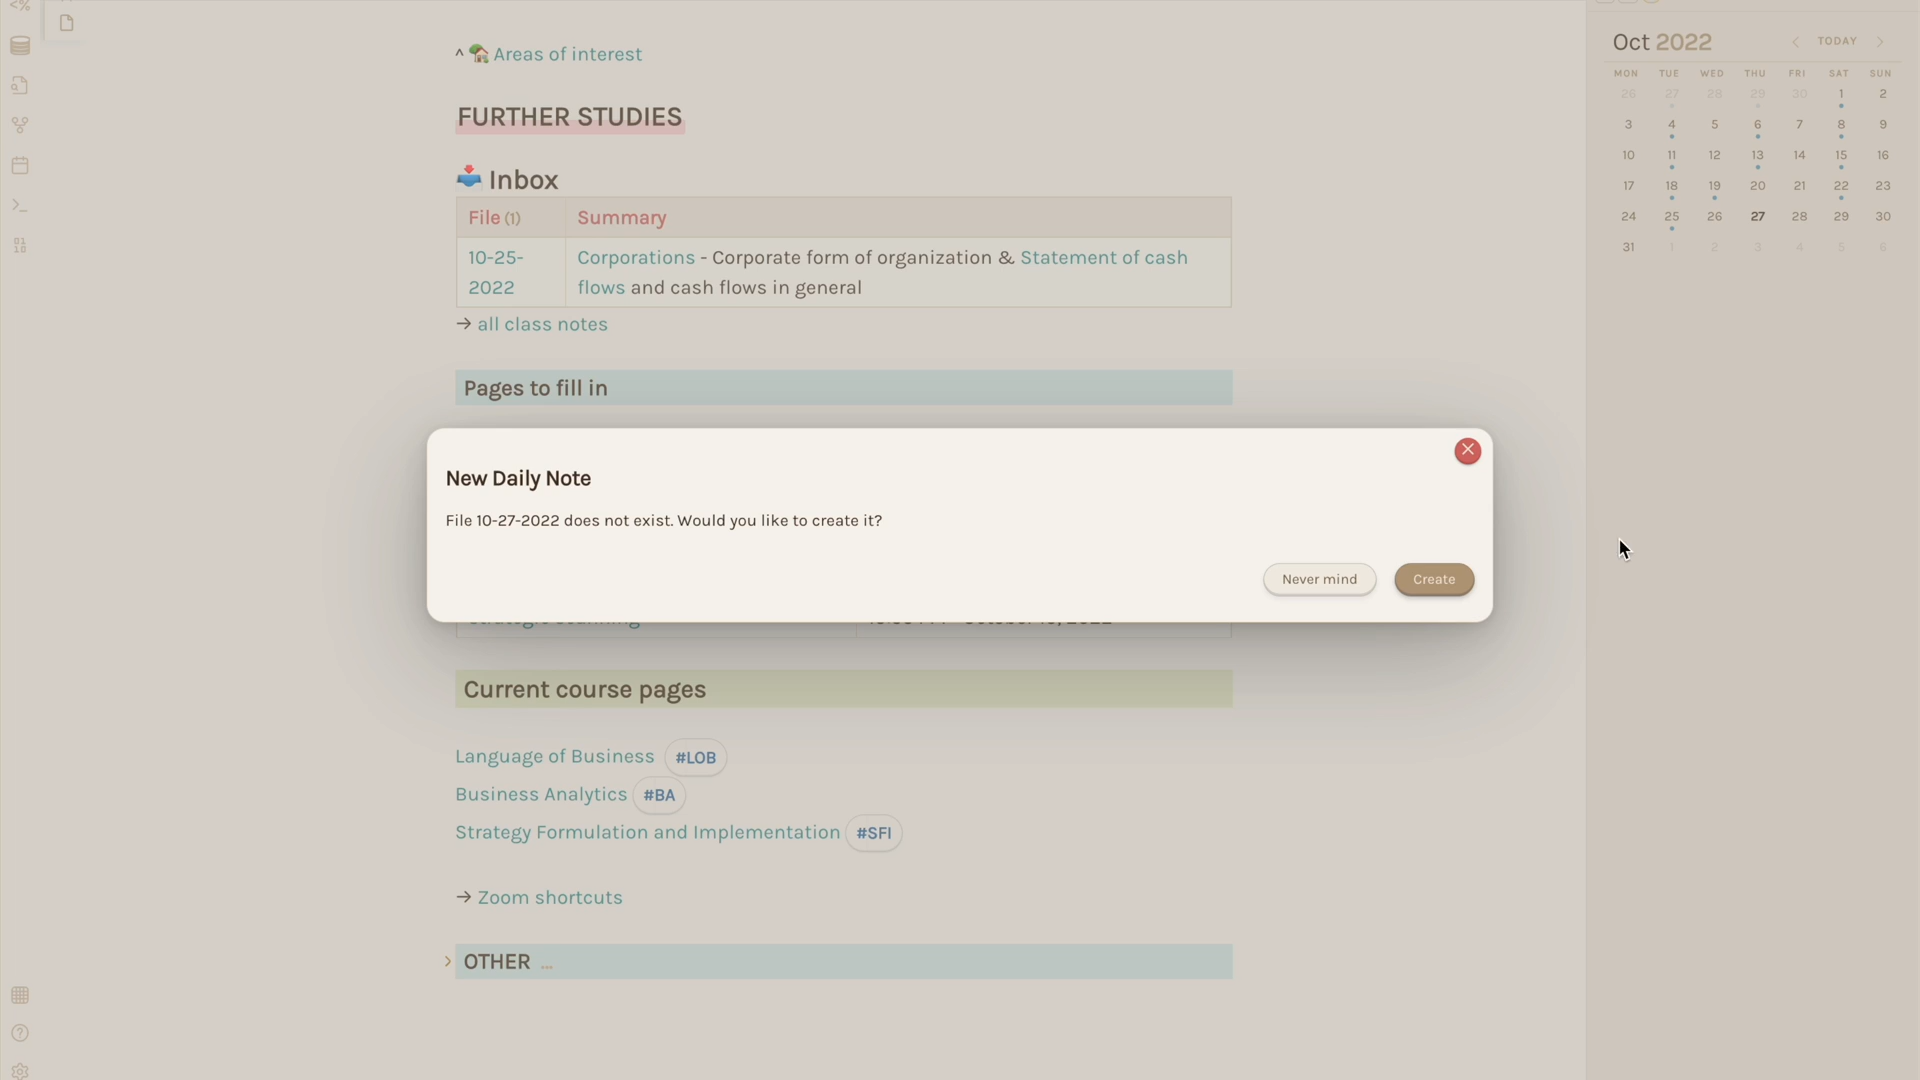 ^ Areas of interest
FURTHER STUDIES
Inbox
File (1) Summary
10-25-2022 Corporations - Corporate form of organization & Statement of cash
flows and cash flows in general
→ all class notes
Pages to fill in
New Daily Note
File 10-27-2022 does not exist. Would you like to create it?
Never mind Create
Current course pages
Language of Business #LOB
Business Analytics #BA
Strategy Formulation and Implementation #SFI
→ Zoom shortcuts
OTHER ...
Oct 2022 TODAY
MON TUE WED THU FRI SAT SUN
26 27 28 29 30 1 2
3 4 5 6 7 8 9
10 11 12 13 14 15 16
17 18 19 20 21 22 23
24 25 26 27 28 29 30
31 1 2 3 4 5 6